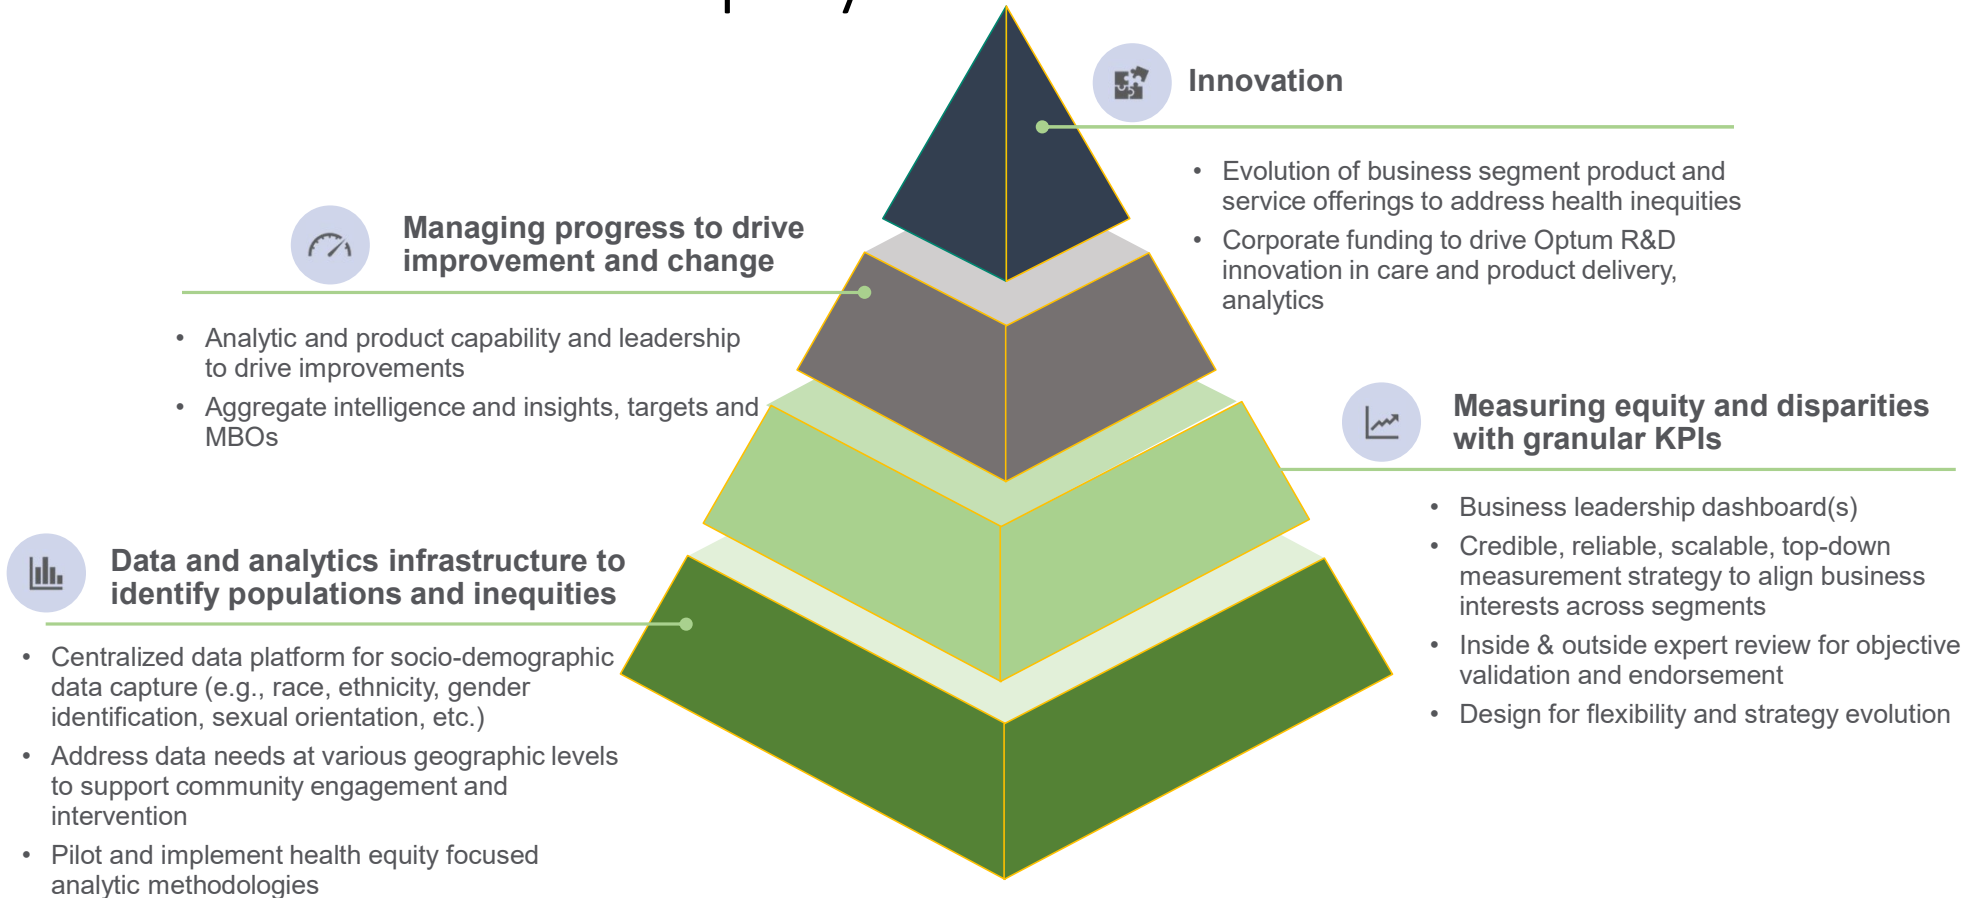 Innovation
• Evolution of business segment product and
service offerings to address health inequities
• Corporate funding to drive Optum R&D
innovation in care and product delivery,
analytics
Managing progress to drive
improvement and change
• Analytic and product capability and leadership
to drive improvements
• Aggregate intelligence and insights, targets and
MBOs
Measuring equity and disparities
with granular KPIs
• Business leadership dashboard(s)
• Credible, reliable, scalable, top-down
measurement strategy to align business
interests across segments
• Inside & outside expert review for objective
validation and endorsement
• Design for flexibility and strategy evolution
Data and analytics infrastructure to
identify populations and inequities
• Centralized data platform for socio-demographic
data capture (e.g., race, ethnicity, gender
identification, sexual orientation, etc.)
• Address data needs at various geographic levels
to support community engagement and
intervention
• Pilot and implement health equity focused
analytic methodologies